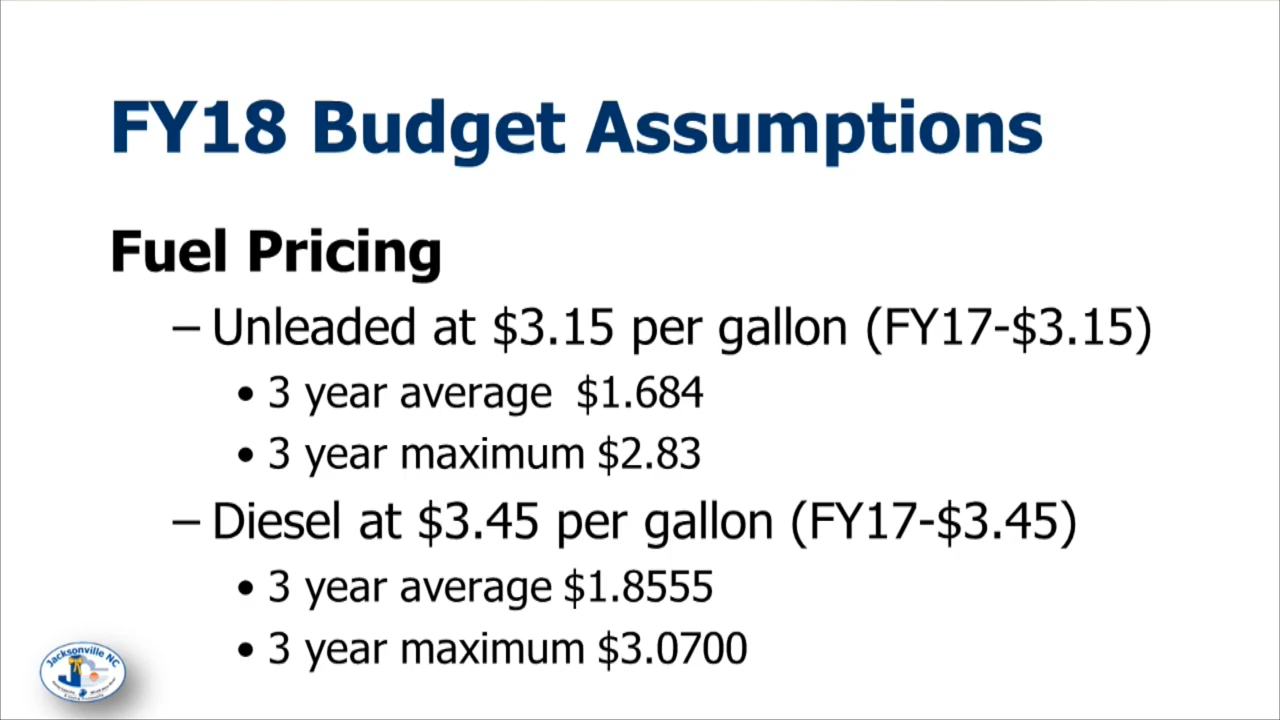 FY18 Budget Assumptions
Fuel Pricing
– Unleaded at $3.15 per gallon (FY17-$3.15)
• 3 year average $1.684
• 3 year maximum $2.83
– Diesel at $3.45 per gallon (FY17-$3.45)
• 3 year average $1.8555
• 3 year maximum $3.0700
Jacksonville NC